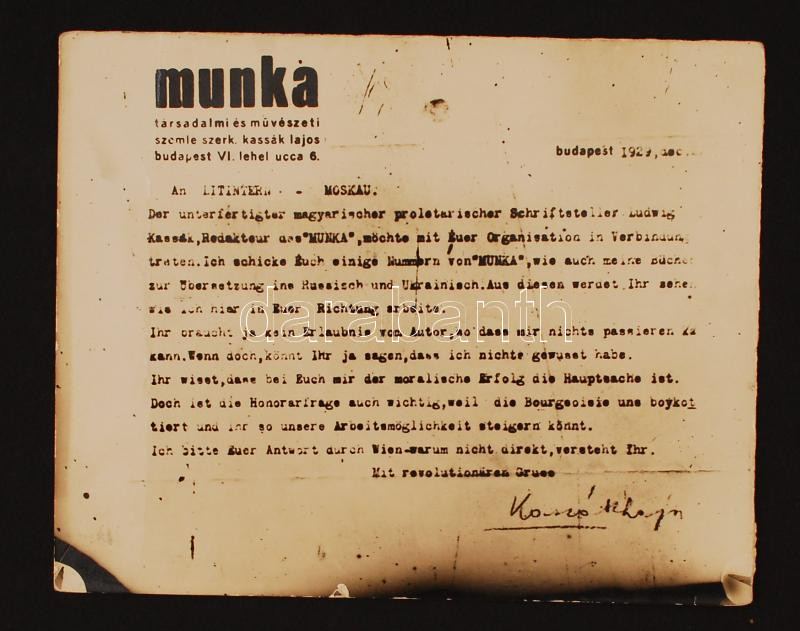 munka
társadalmi és művészeti
szemle szerk. kassák lajos
budapest VI. lehel ucca 6.
budapest 1929, dec.
An LITINTERN - MOSKAU.
Der unterfertigter magyarischer proletarischer Schriftsteller Ludwig
Kassák,Redakteur des"MUNKA",möchte mit Euer Organisation in Verbindung
treten.Ich schicke Euch einige Nummern von"MUNKA",wie auch meine Bücher
zur Übersetzung ins Russisch und Ukrainisch.Aus diesen werdet Ihr sehen
wie ich hier in Euer Richtung arbeite.
Ihr braucht ja kein Erlaubnis vom Autor,so dass mir nichts passieren
kann.Wenn doch,könnt Ihr ja sagen,dass ich nichts gewusst habe.
Ihr wisst,dass bei Euch mir der moralische Erfolg die Hauptsache ist.
Doch ist die Honorarfrage auch wichtig,weil die Bourgeoisie uns boykot
tiert und Ihr so unsere Arbeitsmöglichkeit steigern könnt.
Ich bitte Euer Antwort durch Wien-warum nicht direkt,versteht Ihr.
Mit revolutionären Gruss
Kassák Lajos
darabanth